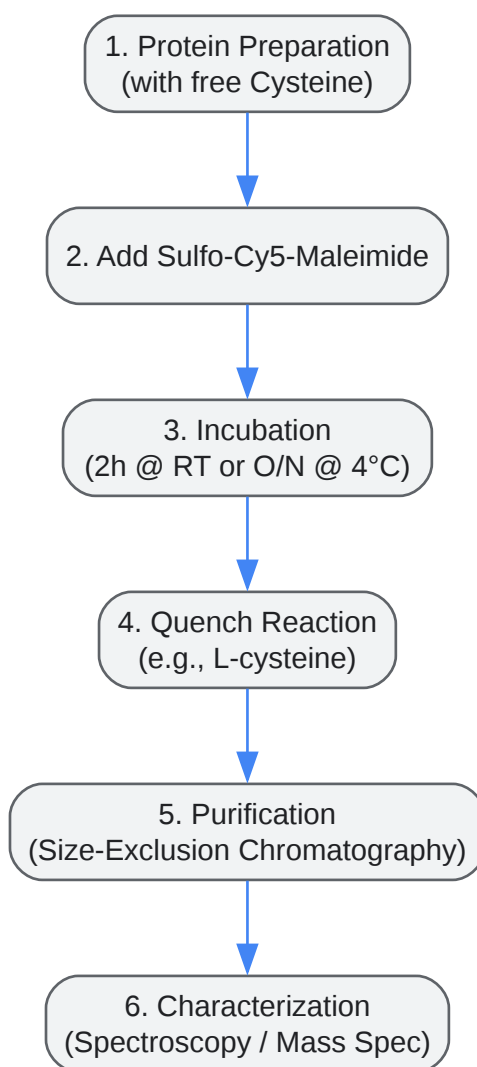 1. Protein Preparation
(with free Cysteine)
2. Add Sulfo-Cy5-Maleimide
3. Incubation
(2h @ RT or O/N @ 4°C)
4. Quench Reaction
(e.g., L-cysteine)
5. Purification
(Size-Exclusion Chromatography)
6. Characterization
(Spectroscopy / Mass Spec)